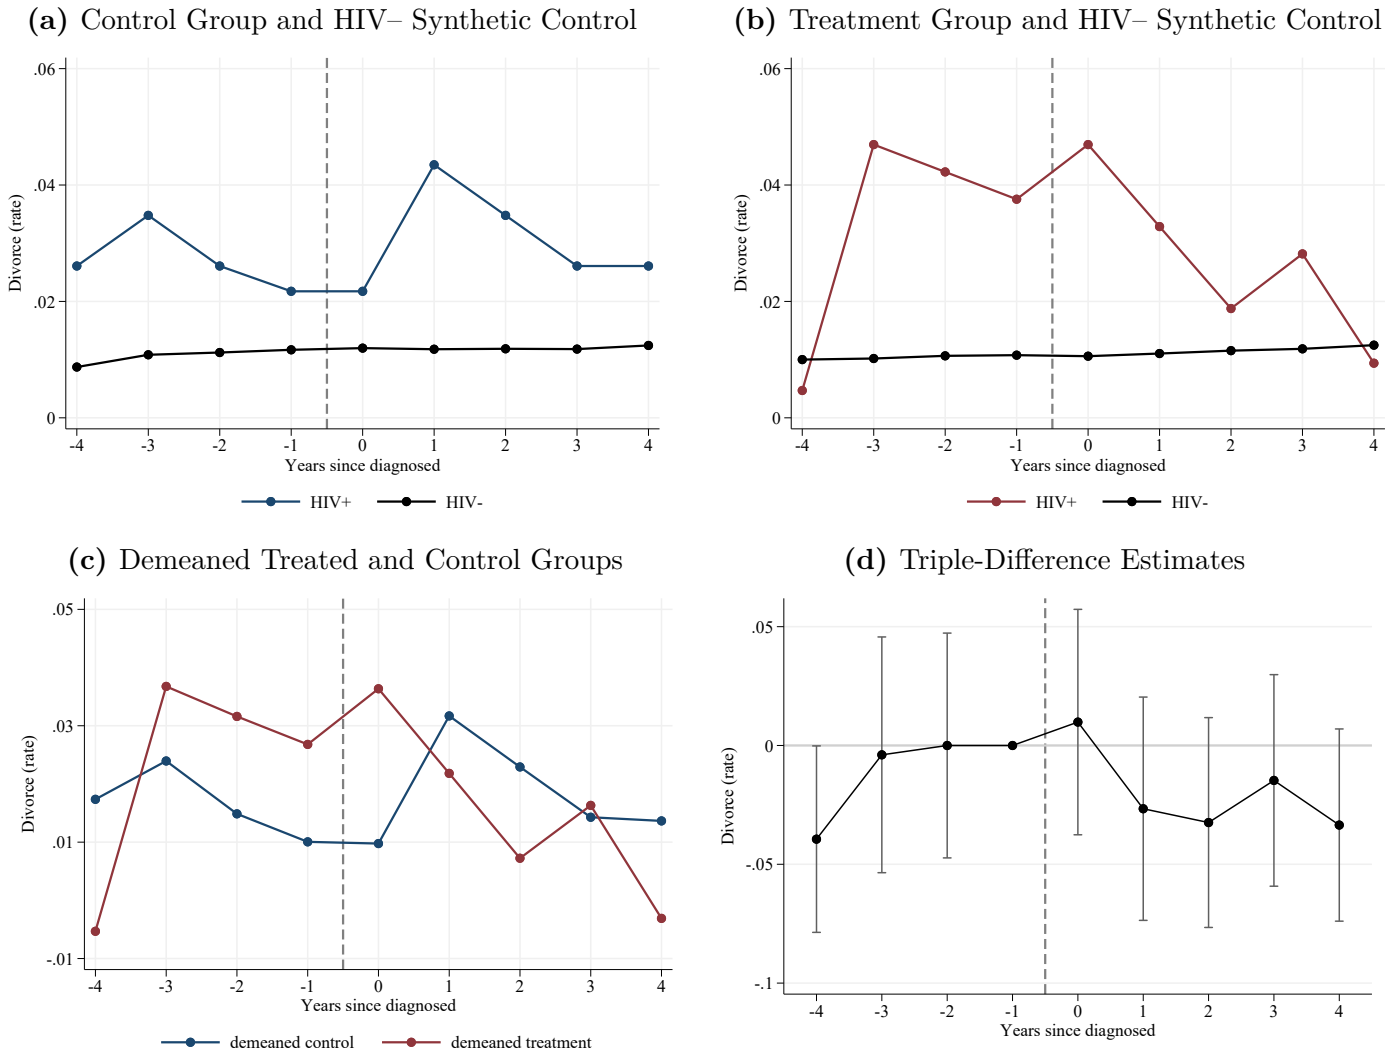 (a) Control Group and HIV– Synthetic Control
.06
.04
.02
0
Divorce (rate)
-4 -3 -2 -1 0 1 2 3 4
Years since diagnosed
HIV+ HIV-
(b) Treatment Group and HIV– Synthetic Control
.06
.04
.02
0
Divorce (rate)
-4 -3 -2 -1 0 1 2 3 4
Years since diagnosed
HIV+ HIV-
(c) Demeaned Treated and Control Groups
.05
.03
.01
-.01
Divorce (rate)
-4 -3 -2 -1 0 1 2 3 4
Years since diagnosed
demeaned control demeaned treatment
(d) Triple-Difference Estimates
.05
0
-.05
-.1
Divorce (rate)
-4 -3 -2 -1 0 1 2 3 4
Years since diagnosed